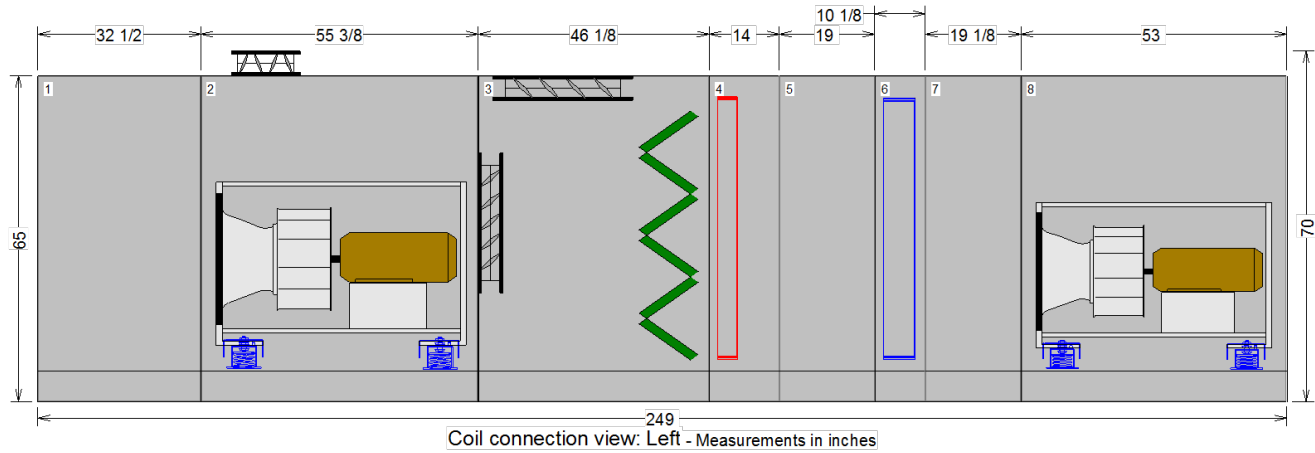 10 1/8
32 1/2 55 3/8 46 1/8 14 19 19 1/8 53
1 2 3 4 5 6 7 8
65 70
249
Coil connection view: Left - Measurements in inches